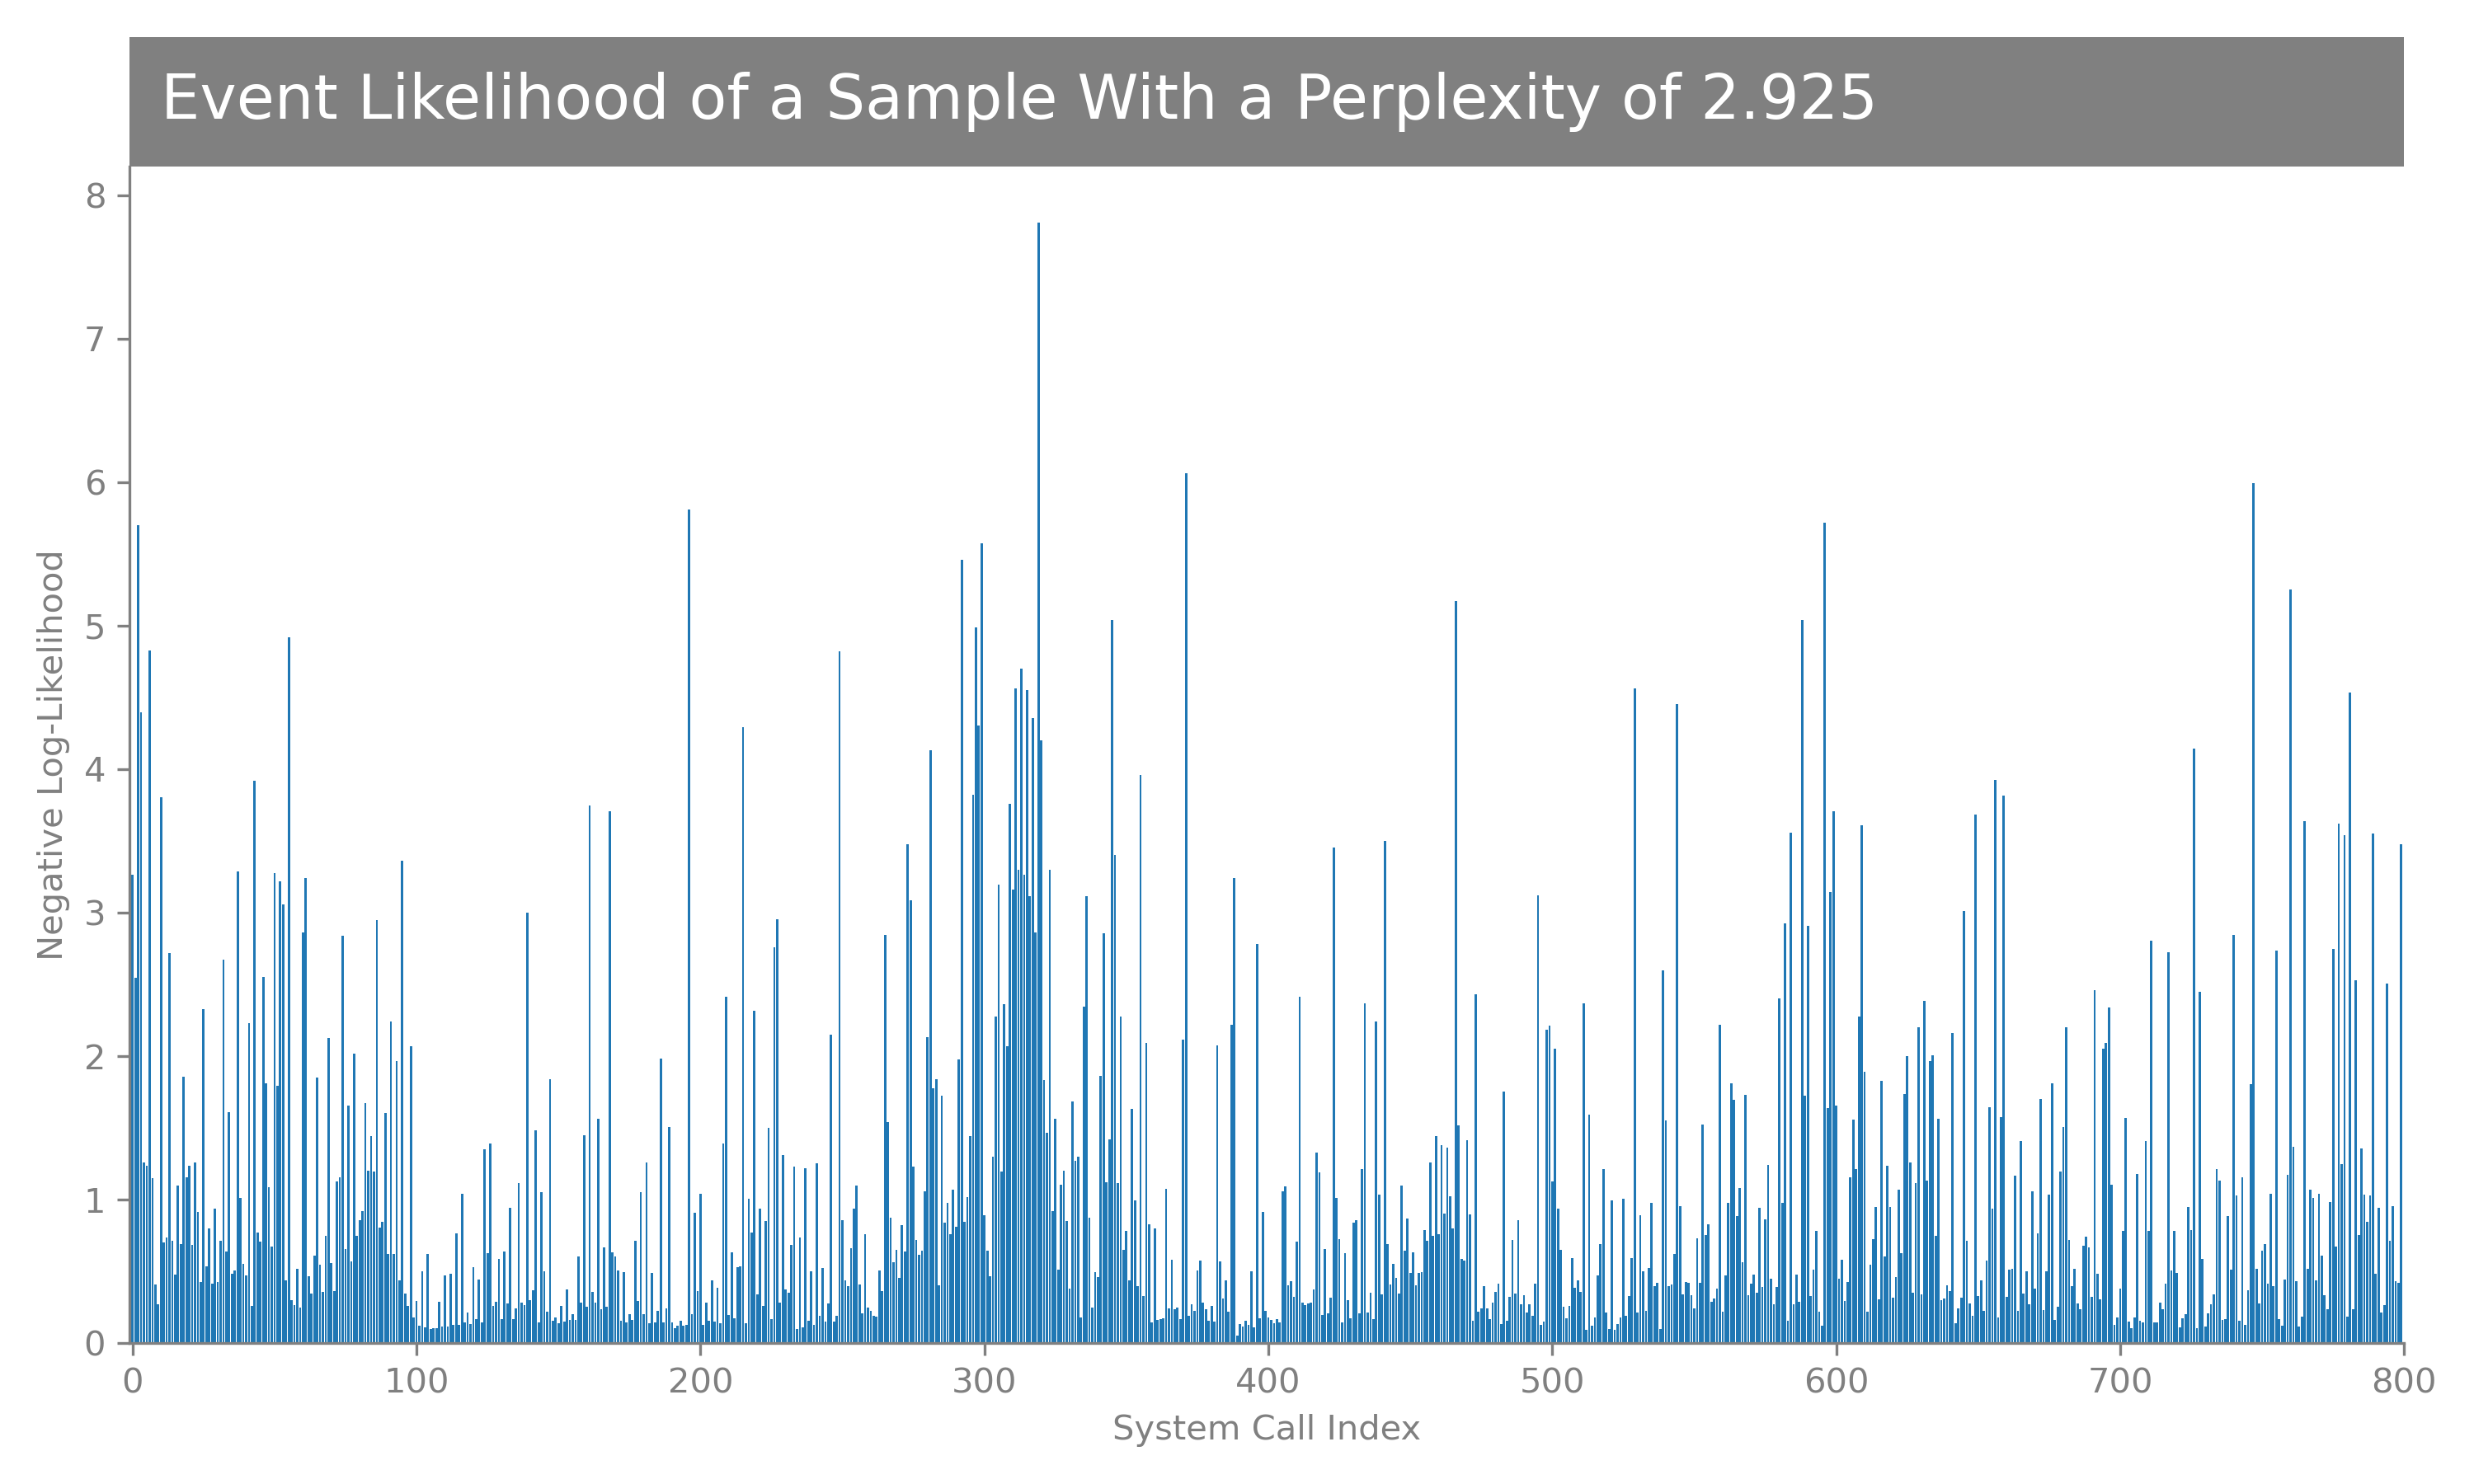 Event Likelihood of a Sample With a Perplexity of 2.925
8
7
6
5
4
3
2
1
0
Negative Log-Likelihood
0 100 200 300 400 500 600 700 800
System Call Index